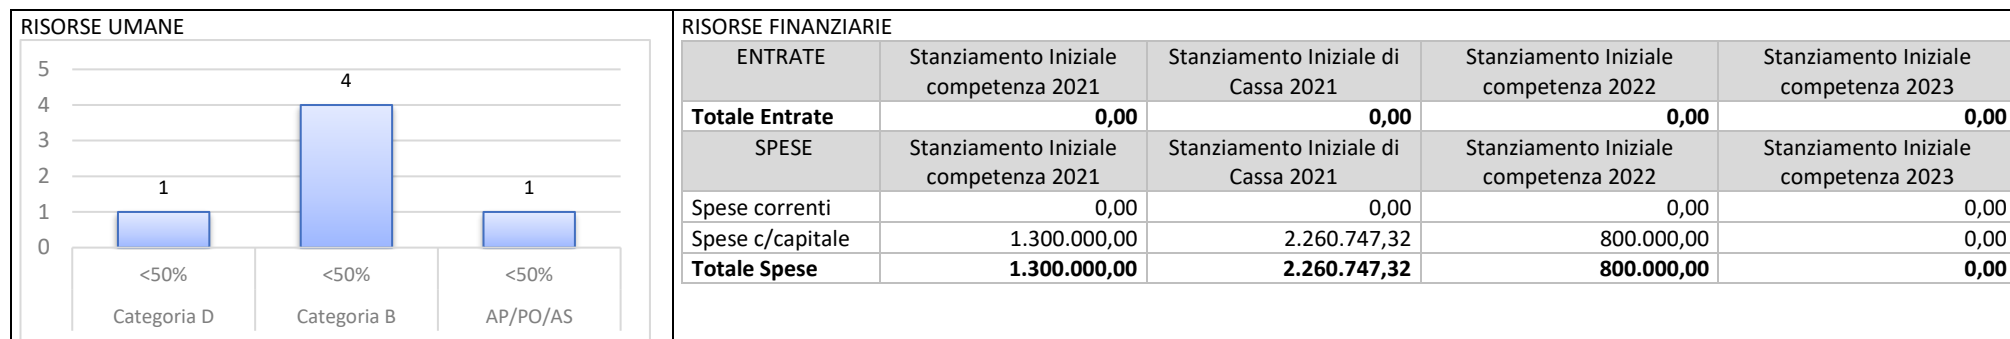 RISORSE UMANE
5
4
3
2
1
0
1
4
1
<50% <50% <50%
Categoria D Categoria B AP/PO/AS
RISORSE FINANZIARIE
ENTRATE Stanziamento Iniziale competenza 2021 Stanziamento Iniziale di Cassa 2021 Stanziamento Iniziale competenza 2022 Stanziamento Iniziale competenza 2023
Totale Entrate 0,00 0,00 0,00 0,00
SPESE Stanziamento Iniziale competenza 2021 Stanziamento Iniziale di Cassa 2021 Stanziamento Iniziale competenza 2022 Stanziamento Iniziale competenza 2023
Spese correnti 0,00 0,00 0,00 0,00
Spese c/capitale 1.300.000,00 2.260.747,32 800.000,00 0,00
Totale Spese 1.300.000,00 2.260.747,32 800.000,00 0,00